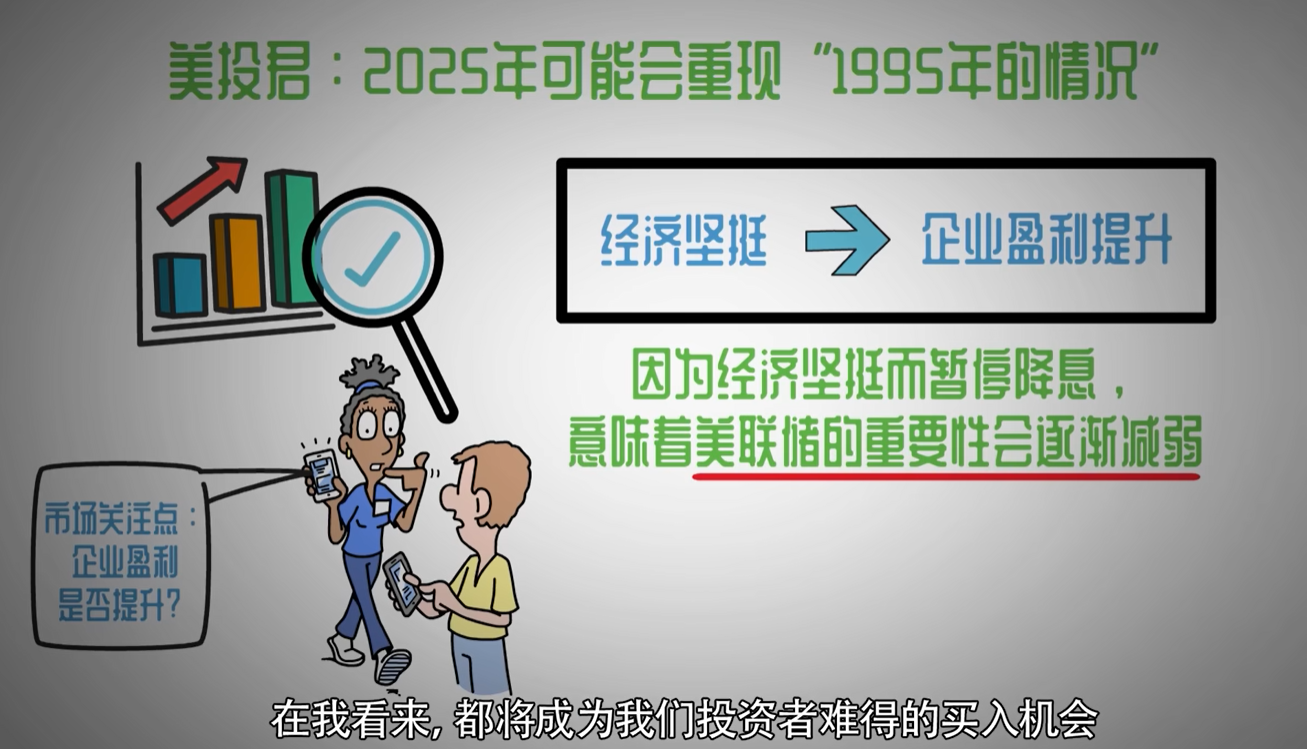 美投君：2025年可能会重现“1995年的情况”
经济坚挺
企业盈利提升
因为经济坚挺而暂停降息，
意味着美联储的重要性会逐渐减弱
市场关注点：
企业盈利
是否提升？
在我看来, 都将成为我们投资者难得的买入机会